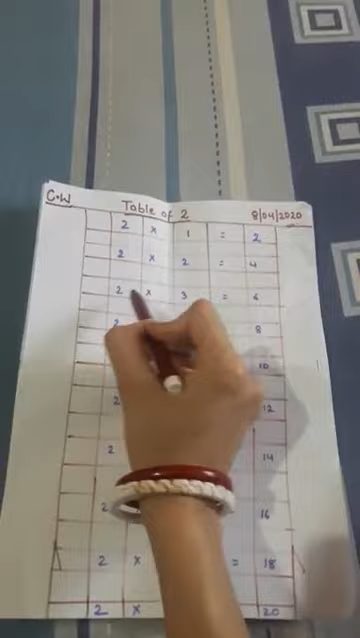 C.W
Table of 2 8/04/2020
2 x 1 = 2
2 x 2 = 4
2 x 3 = 6
2 8
10
2 12
2 14
2 16
2 x = 18
2 x 20